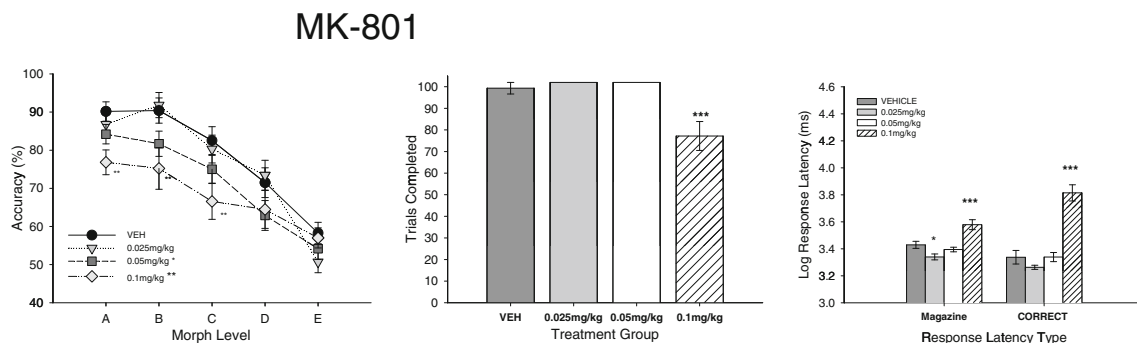 MK-801
100
90
80
70
60
50
40
Accuracy (%)
VEH
0.025mg/kg
0.05mg/kg *
0.1mg/kg **
**
**
**
A B C D E
Morph Level
100
90
80
70
60
50
40
30
20
10
0
Trials Completed
***
VEH 0.025mg/kg 0.05mg/kg 0.1mg/kg
Treatment Group
4.6
4.4
4.2
4.0
3.8
3.6
3.4
3.2
3.0
Log Response Latency (ms)
VEHICLE
0.025mg/kg
0.05mg/kg
0.1mg/kg
*
***
***
Magazine CORRECT
Response Latency Type